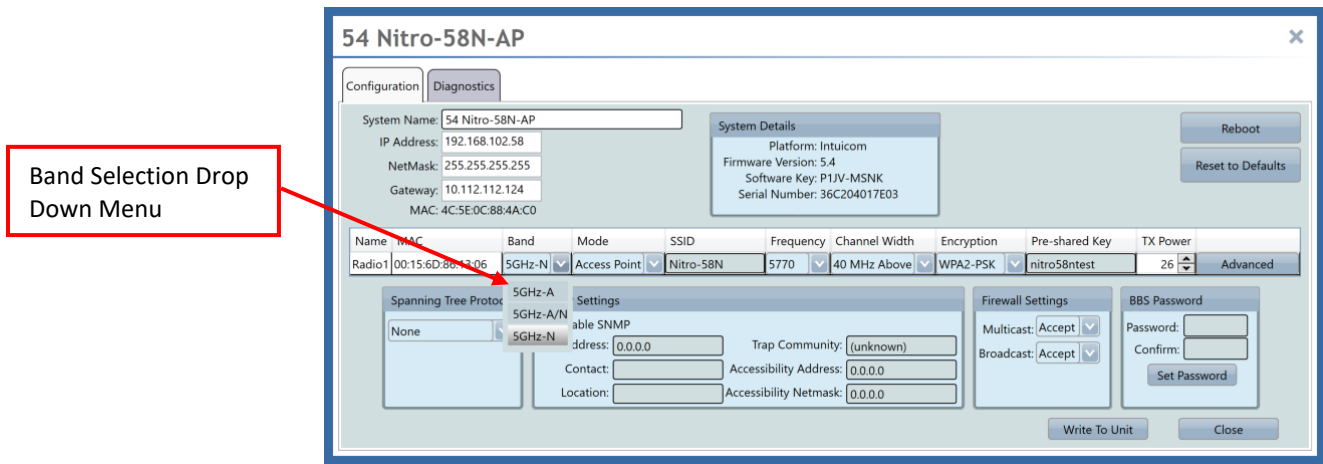 54 Nitro-58N-AP
Configuration Diagnostics
Band Selection Drop
Down Menu
System Name: 54 Nitro-58N-AP
IP Address: 192.168.102.58
NetMask: 255.255.255.255
Gateway: 10.112.112.124
MAC: 4C:5E:0C:88:4A:C0
System Details
Platform: Intuicom
Firmware Version: 5.4
Software Key: P1JV-MSNK
Serial Number: 36C204017E03
Reboot
Reset to Defaults
Name MAC Band Mode SSID Frequency Channel Width Encryption Pre-shared Key TX Power
Radio1 00:15:6D:86:13:06 5GHz-N Access Point Nitro-58N 5770 40 MHz Above WPA2-PSK nitro58ntest 26 Advanced
5GHz-A
5GHz-A/N
5GHz-N
Spanning Tree Protoc
None
Settings
able SNMP
ddress: 0.0.0.0
Contact:
Location:
Trap Community: (unknown)
Accessibility Address: 0.0.0.0
Accessibility Netmask: 0.0.0.0
Firewall Settings
Multicast: Accept
Broadcast: Accept
BBS Password
Password:
Confirm:
Set Password
Write To Unit Close